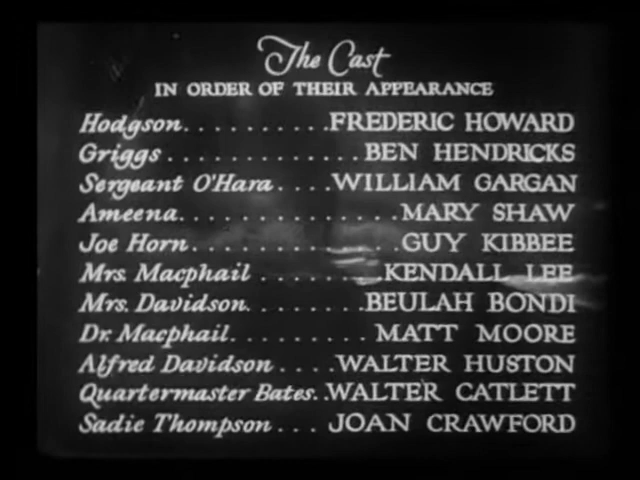 The Cast
IN ORDER OF THEIR APPEARANCE
Hodgson..........FREDERIC HOWARD
Griggs.............BEN HENDRICKS
Sergeant O'Hara....WILLIAM GARGAN
Ameena...............MARY SHAW
Joe Horn..............GUY KIBBEE
Mrs. Macphail ........KENDALL LEE
Mrs. Davidson........BEULAH BONDI
Dr. Macphail..........MATT MOORE
Alfred Davidson....WALTER HUSTON
Quartermaster Bates..WALTER CATLETT
Sadie Thompson...JOAN CRAWFORD